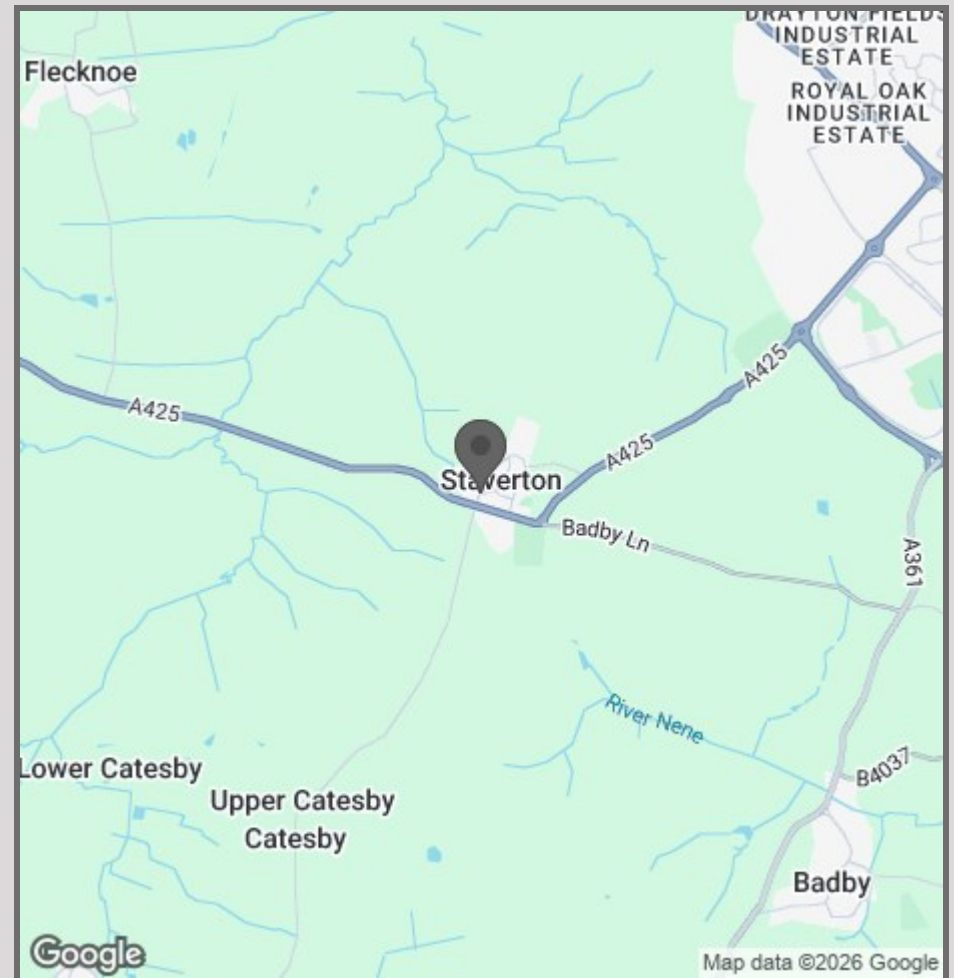 DRAYTON FIELDS
INDUSTRIAL
ESTATE
Flecknoe
ROYAL OAK
INDUSTRIAL
ESTATE
A425
A425
A425
Staverton
Badby Ln
A361
River Nene
Lower Catesby
B4037
Upper Catesby
Catesby
Badby
Google
Map data ©2026 Google